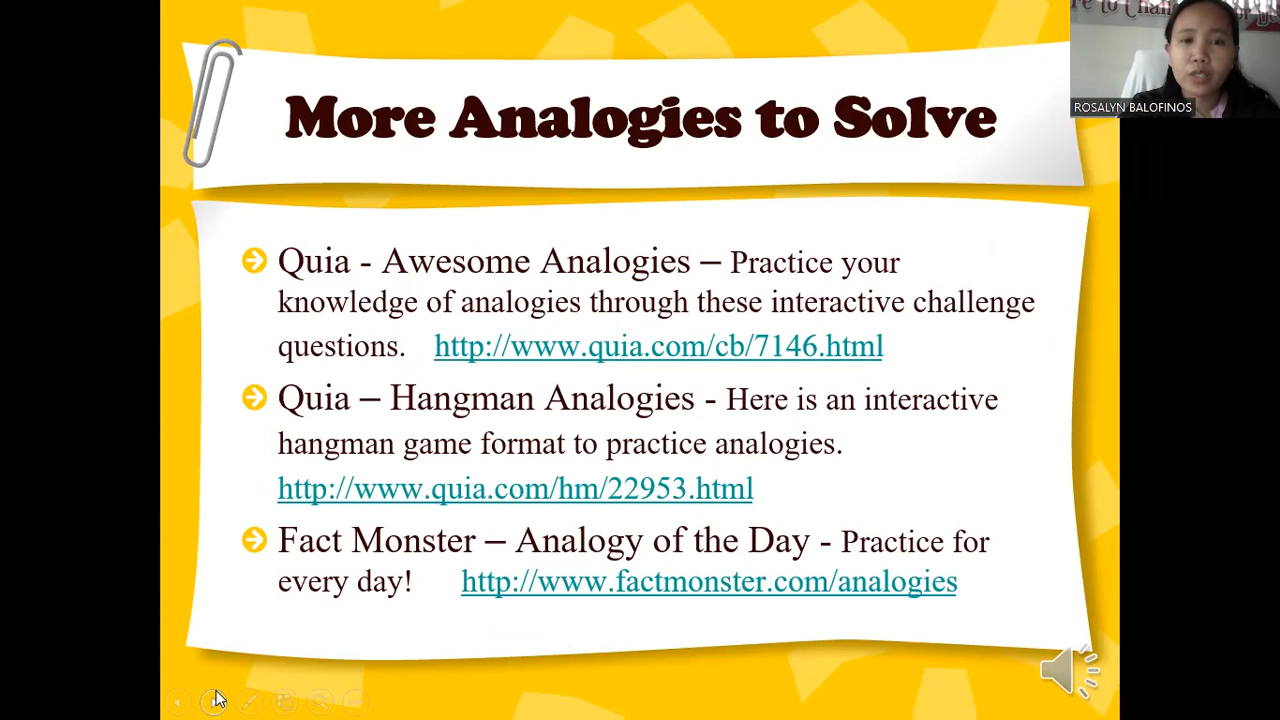 More Analogies to Solve
ROSALYN BALOFINOS
Quia - Awesome Analogies – Practice your
knowledge of analogies through these interactive challenge
questions. http://www.quia.com/cb/7146.html
Quia – Hangman Analogies - Here is an interactive
hangman game format to practice analogies.
http://www.quia.com/hm/22953.html
Fact Monster – Analogy of the Day - Practice for
every day! http://www.factmonster.com/analogies